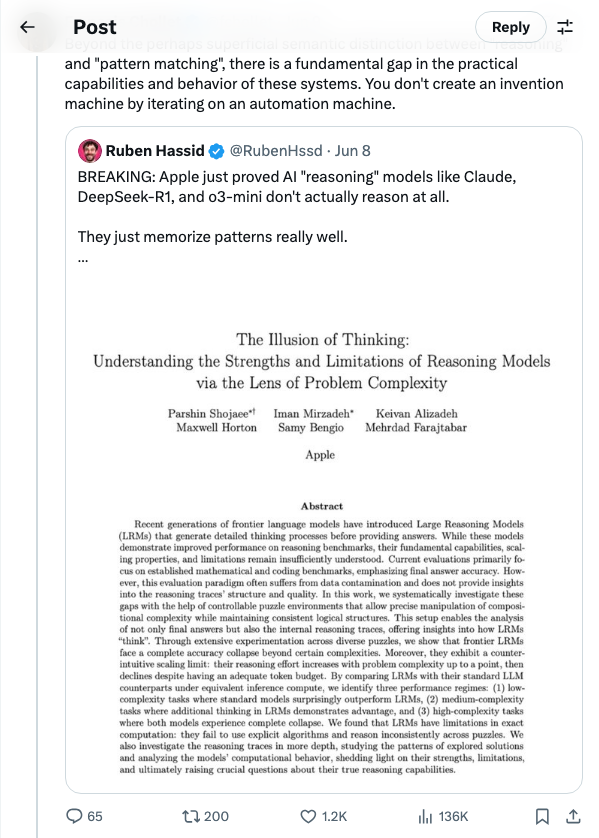 Post
Reply
Beyond the perhaps superficial semantic distinction between "reasoning"
and "pattern matching", there is a fundamental gap in the practical
capabilities and behavior of these systems. You don't create an invention
machine by iterating on an automation machine.
Ruben Hassid @RubenHssd · Jun 8
BREAKING: Apple just proved AI "reasoning" models like Claude,
DeepSeek-R1, and o3-mini don't actually reason at all.
They just memorize patterns really well.
...
The Illusion of Thinking:
Understanding the Strengths and Limitations of Reasoning Models
via the Lens of Problem Complexity
Parshin Shojaee*† Iman Mirzadeh* Keivan Alizadeh
Maxwell Horton Samy Bengio Mehrdad Farajtabar
Apple
Abstract
Recent generations of frontier language models have introduced Large Reasoning Models
(LRMs) that generate detailed thinking processes before providing answers. While these models
demonstrate improved performance on reasoning benchmarks, their fundamental capabilities, scal-
ing properties, and limitations remain insufficiently understood. Current evaluations primarily fo-
cus on established mathematical and coding benchmarks, emphasizing final answer accuracy. How-
ever, this evaluation paradigm often suffers from data contamination and does not provide insights
into the reasoning traces' structure and quality. In this work, we systematically investigate these
gaps with the help of controllable puzzle environments that allow precise manipulation of composi-
tional complexity while maintaining consistent logical structures. This setup enables the analysis
of not only final answers but also the internal reasoning traces, offering insights into how LRMs
"think". Through extensive experimentation across diverse puzzles, we show that frontier LRMs
face a complete accuracy collapse beyond certain complexities. Moreover, they exhibit a counter-
intuitive scaling limit: their reasoning effort increases with problem complexity up to a point, then
declines despite having an adequate token budget. By comparing LRMs with their standard LLM
counterparts under equivalent inference compute, we identify three performance regimes: (1) low-
complexity tasks where standard models surprisingly outperform LRMs, (2) medium-complexity
tasks where additional thinking in LRMs demonstrates advantage, and (3) high-complexity tasks
where both models experience complete collapse. We found that LRMs have limitations in exact
computation: they fail to use explicit algorithms and reason inconsistently across puzzles. We
also investigate the reasoning traces in more depth, studying the patterns of explored solutions
and analyzing the models' computational behavior, shedding light on their strengths, limitations,
and ultimately raising crucial questions about their true reasoning capabilities.
65 200 1.2K 136K